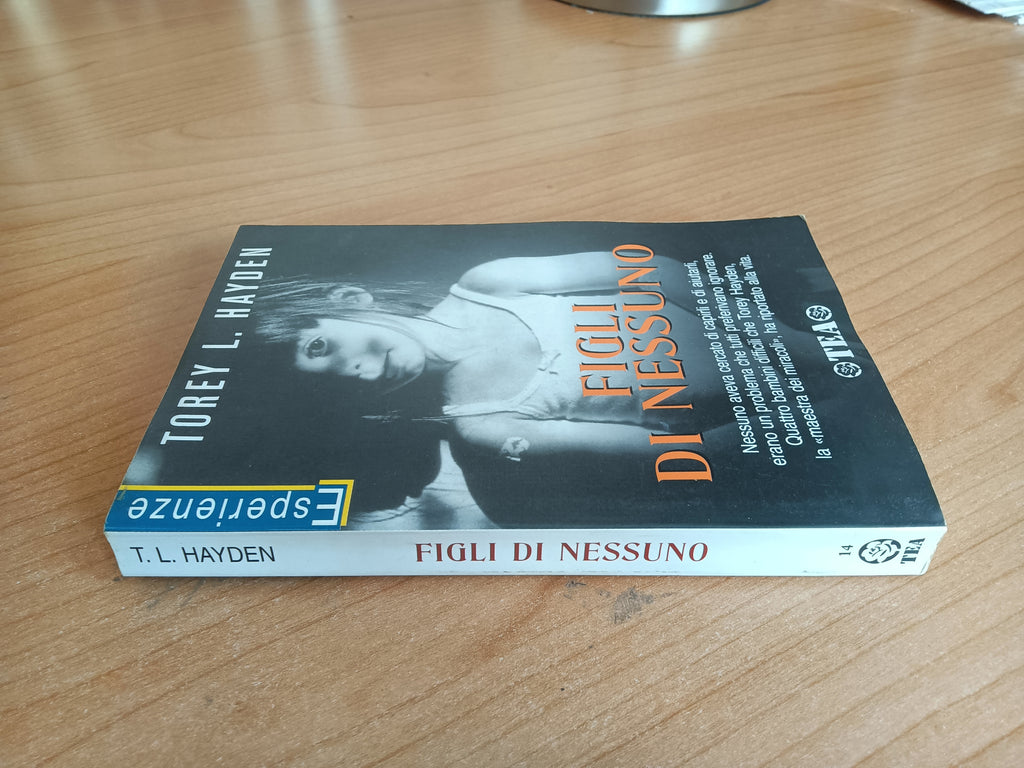 TOREY L. HAYDEN
FIGLI
DI NESSUNO
Nessuno aveva cercato di capirli e di aiutarli,
erano un problema che tutti preferivano ignorare.
Quattro bambini difficili che Torey Hayden,
la «maestra dei miracoli», ha riportato alla vita.
TEA
Esperienze
T. L. HAYDEN
FIGLI DI NESSUNO
14
TEA